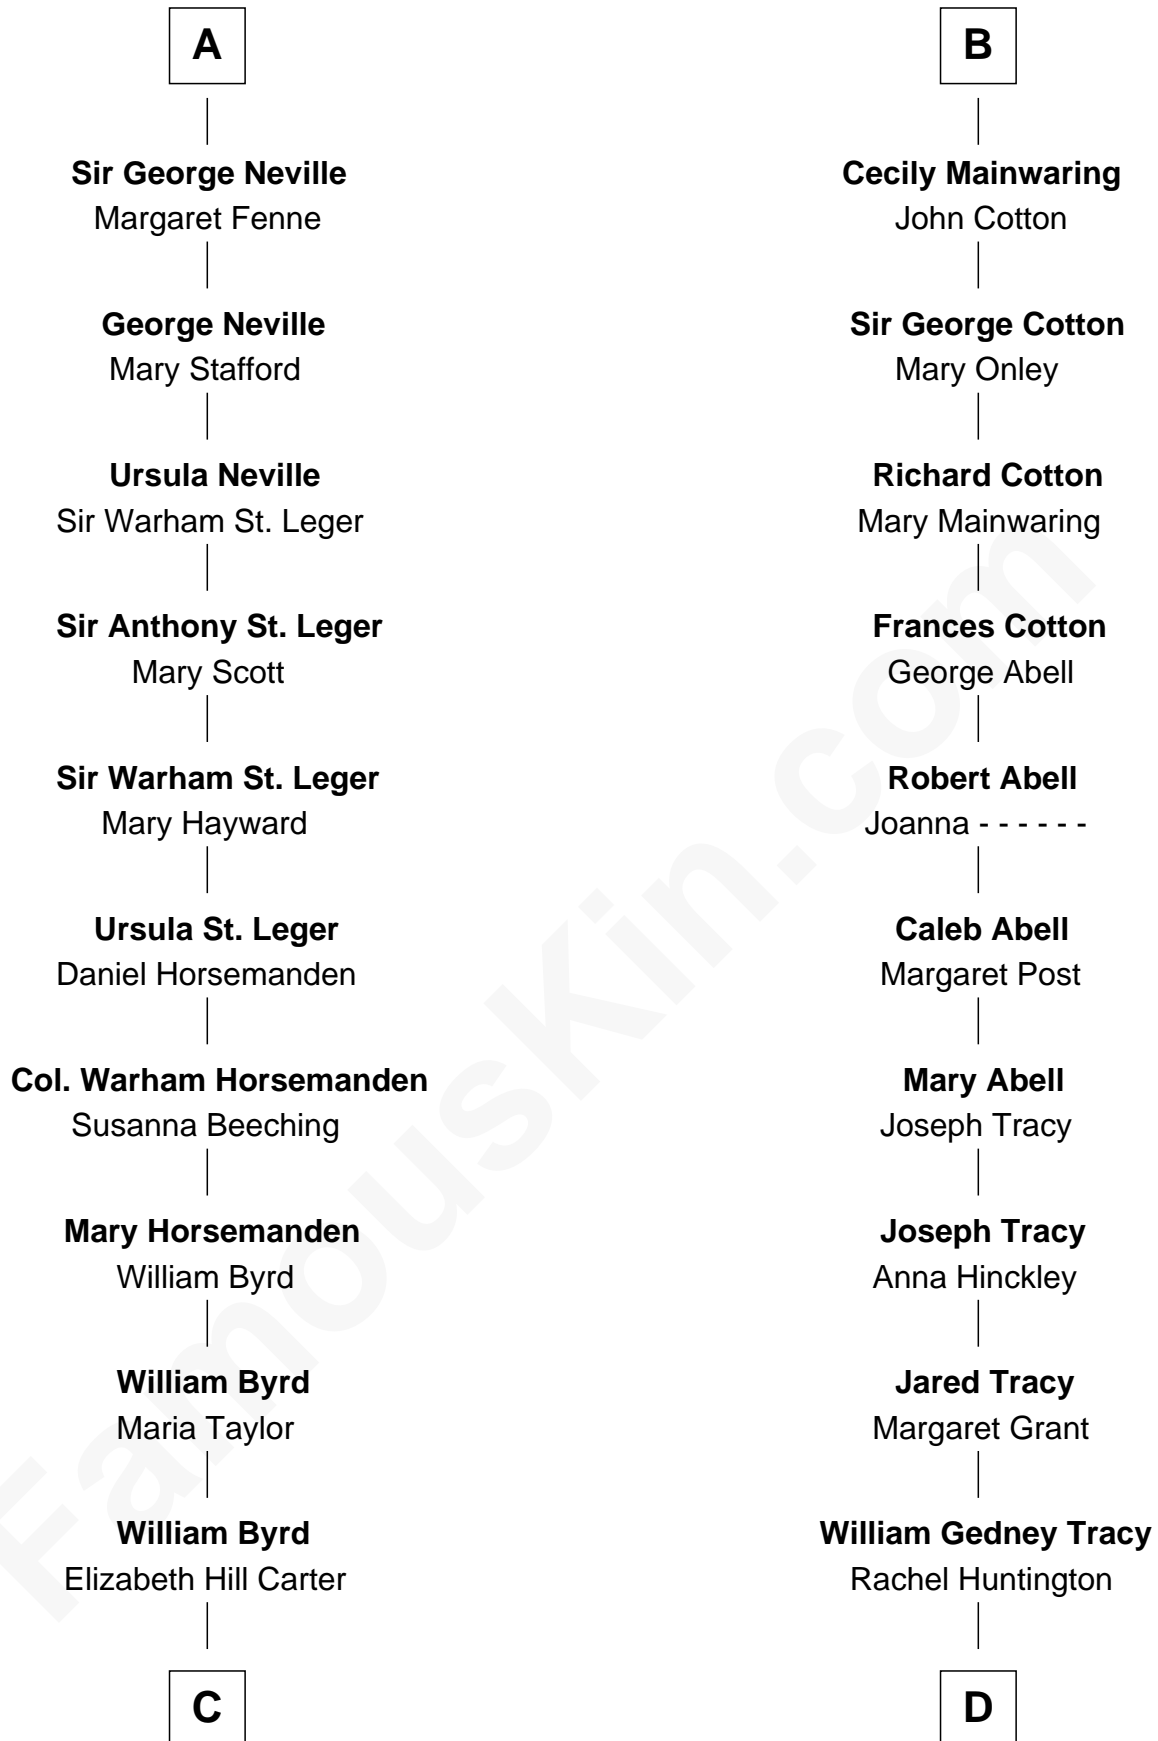 A
Sir George Neville
Margaret Fenne
George Neville
Mary Stafford
Ursula Neville
Sir Warham St. Leger
Sir Anthony St. Leger
Mary Scott
Sir Warham St. Leger
Mary Hayward
Ursula St. Leger
Daniel Horsemanden
Col. Warham Horsemanden
Susanna Beeching
Mary Horsemanden
William Byrd
William Byrd
Maria Taylor
William Byrd
Elizabeth Hill Carter
C
B
Cecily Mainwaring
John Cotton
Sir George Cotton
Mary Onley
Richard Cotton
Mary Mainwaring
Frances Cotton
George Abell
Robert Abell
Joanna - - - - - -
Caleb Abell
Margaret Post
Mary Abell
Joseph Tracy
Joseph Tracy
Anna Hinckley
Jared Tracy
Margaret Grant
William Gedney Tracy
Rachel Huntington
D
FamousKin.com